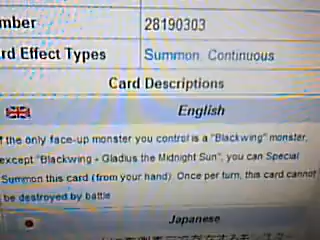 mber 28190303
rd Effect Types Summon, Continuous
Card Descriptions
English
f the only face-up monster you control is a "Blackwing" monster,
except "Blackwing - Gladius the Midnight Sun", you can Special
Summon this card (from your hand). Once per turn, this card cannot
be destroyed by battle
Japanese